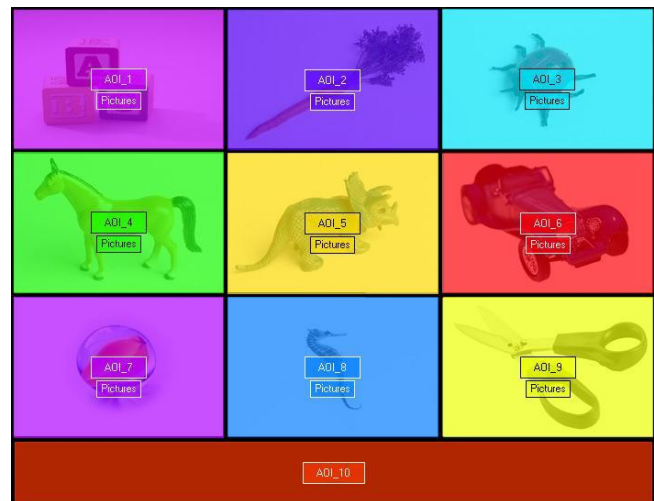 AOI_1
Pictures
AOI_2
Pictures
AOI_3
Pictures
AOI_4
Pictures
AOI_5
Pictures
AOI_6
Pictures
AOI_7
Pictures
AOI_8
Pictures
AOI_9
Pictures
AOI_10